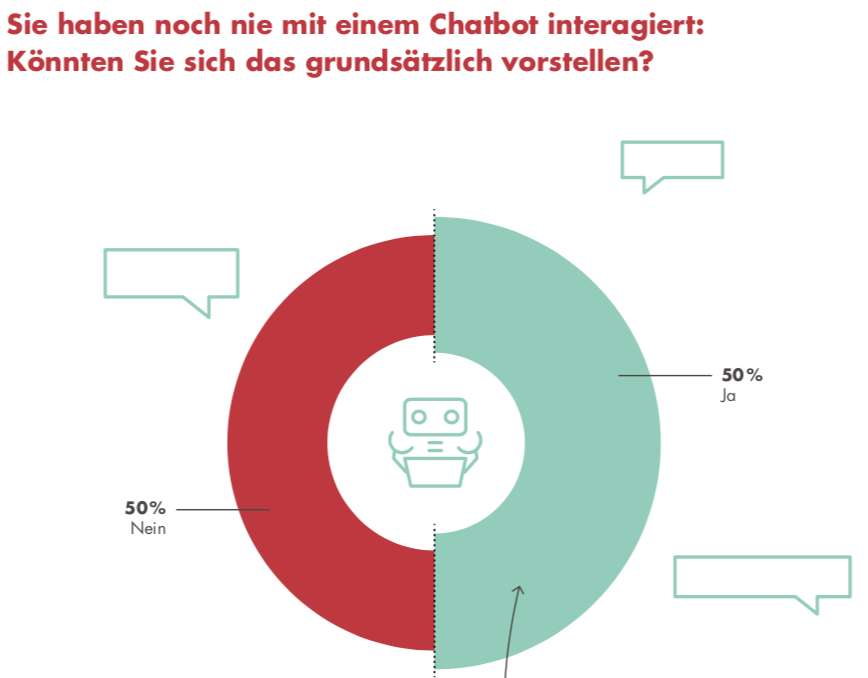 Sie haben noch nie mit einem Chatbot interagiert:
Könnten Sie sich das grundsätzlich vorstellen?
50%
Ja
50%
Nein